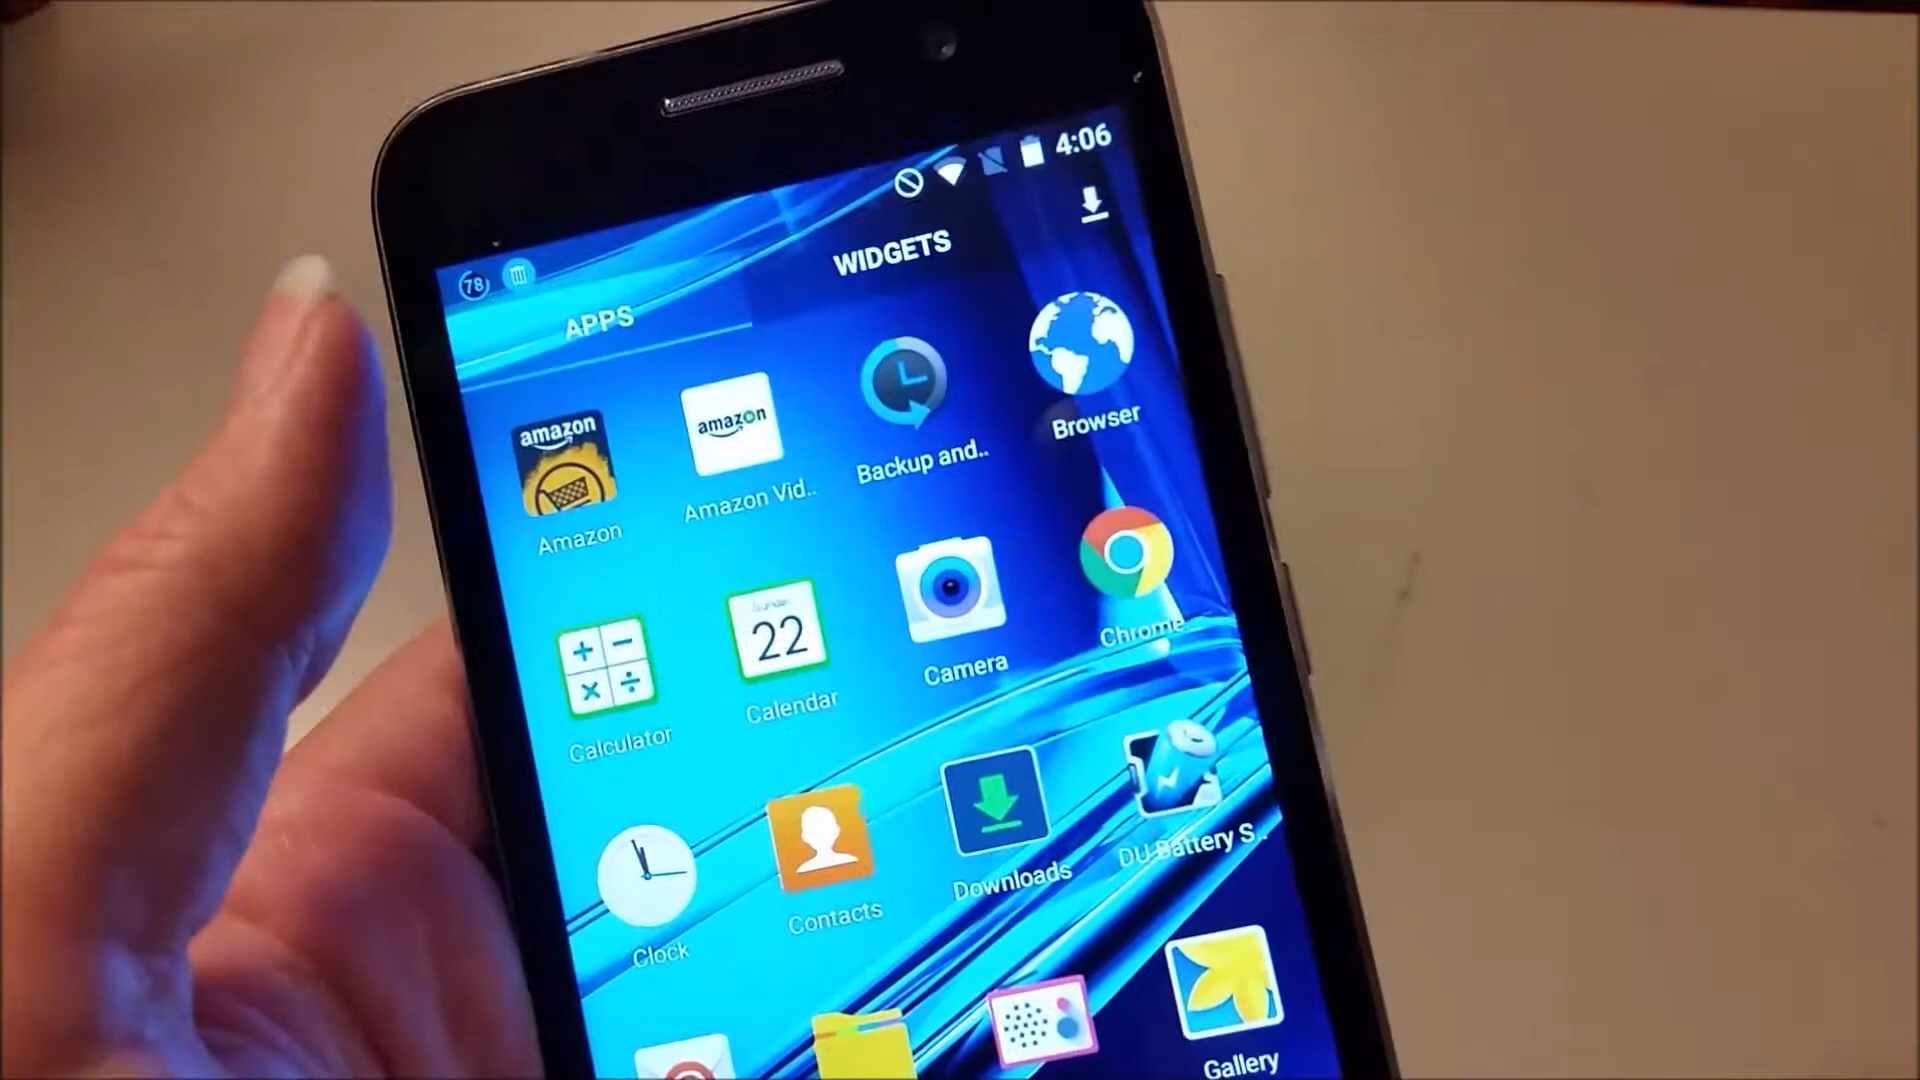 4:06
78
APPS
WIDGETS
amazon
Amazon
amazon
Amazon Vid..
Backup and..
Browser
Calculator
Sunday
22
Calendar
Camera
Chrome
Clock
Contacts
Downloads
DU Battery S..
Gallery